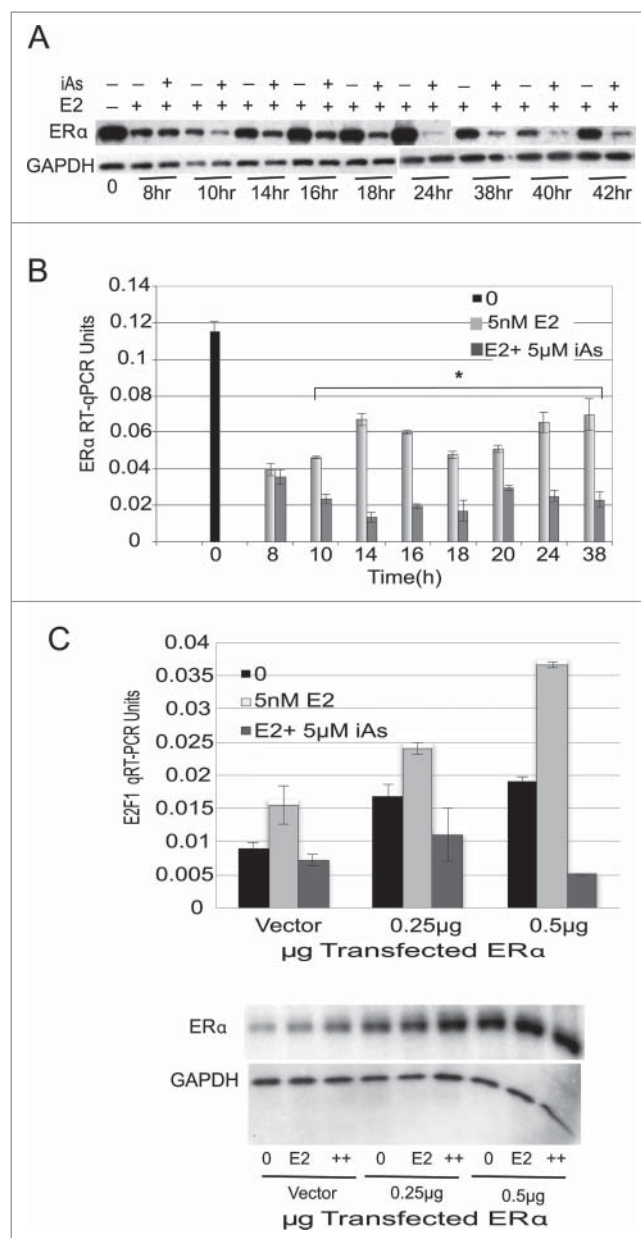 A
iAs − − + − + − + − + − + − + − + − + − +
E2 − + + + + + + + + + + + + + + + + + +
ERα
GAPDH
0 8hr 10hr 14hr 16hr 18hr 24hr 38hr 40hr 42hr
B
0.14
0
0.12
5nM E2
0.1
E2+ 5µM iAs
*
0.08
0.06
0.04
0.02
0
ERα RT-qPCR Units
0 8 10 14 16 18 20 24 38
Time(h)
C
0.04
0.035
0
0.03
5nM E2
0.025
E2+ 5µM iAs
0.02
0.015
0.01
0.005
0
E2F1 qRT-PCR Units
Vector 0.25µg 0.5µg
µg Transfected ERα
ERα
GAPDH
0 E2 ++ 0 E2 ++ 0 E2 ++
Vector 0.25µg 0.5µg
µg Transfected ERα